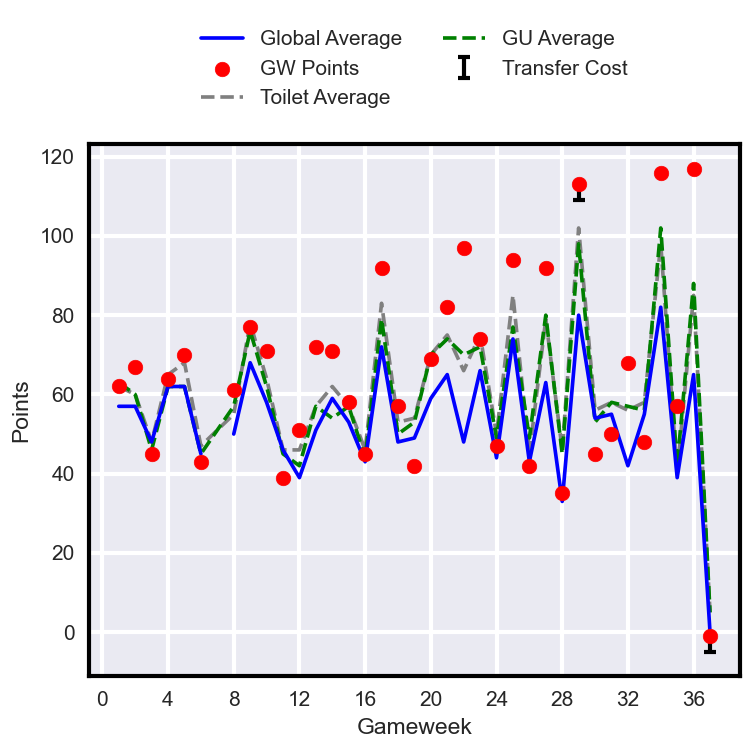 Global Average GU Average
GW Points Transfer Cost
Toilet Average
120
100
80
60
40
20
0
Points
0 4 8 12 16 20 24 28 32 36
Gameweek